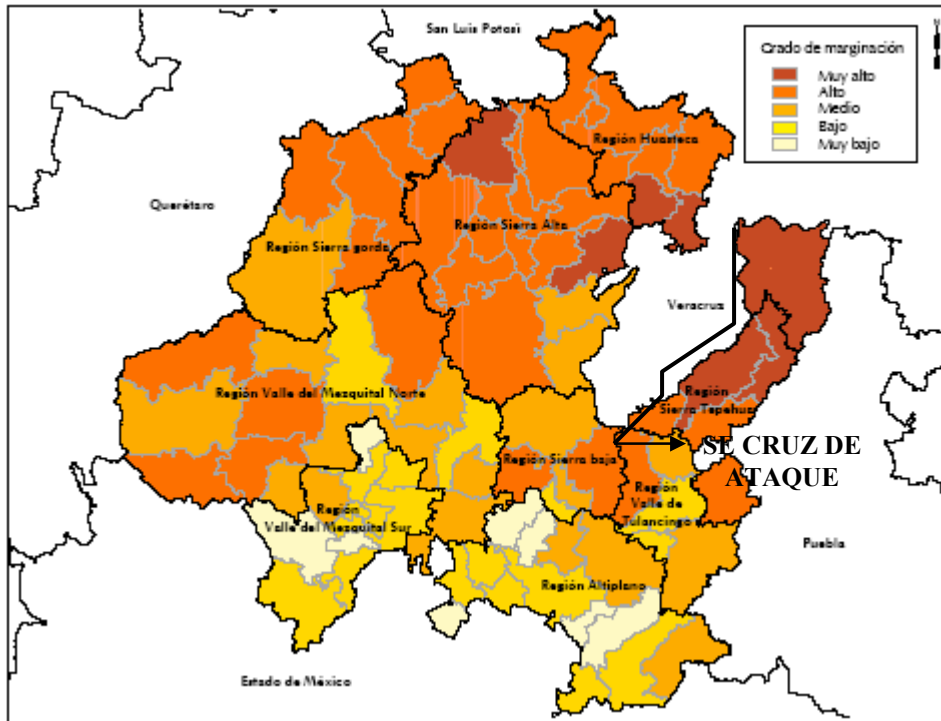 San Luis Potosí
N
Grado de marginación
Muy alto
Alto
Medio
Bajo
Muy bajo
Región Huasteca
Querétaro
Región Sierra Alta
Región Sierra gorda
Veracruz
Región Valle del Mezquital Norte
Región
Sierra Tepehua
SE CRUZ DE
ATAQUE
Región Sierra baja
Región
Valle de
Tulancingo
Región
Valle del Mezquital Sur
Puebla
Región Altiplano
Estado de México